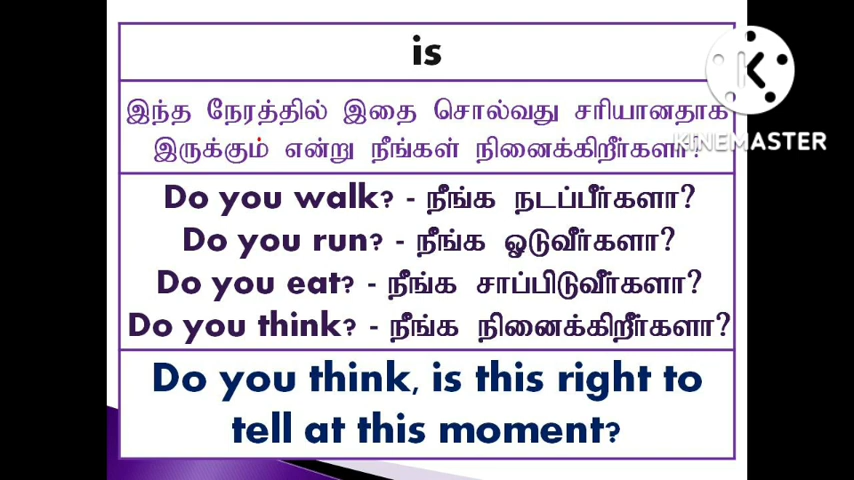 is
இந்த நேரத்தில் இதை சொல்வது சரியானதாக
இருக்கும் என்று நீங்கள் நினைக்கிறீர்களா?
KINEMASTER
Do you walk? - நீங்க நடப்பீர்களா?
Do you run? - நீங்க ஓடுவீர்களா?
Do you eat? - நீங்க சாப்பிடுவீர்களா?
Do you think? - நீங்க நினைக்கிறீர்களா?
Do you think, is this right to
tell at this moment?